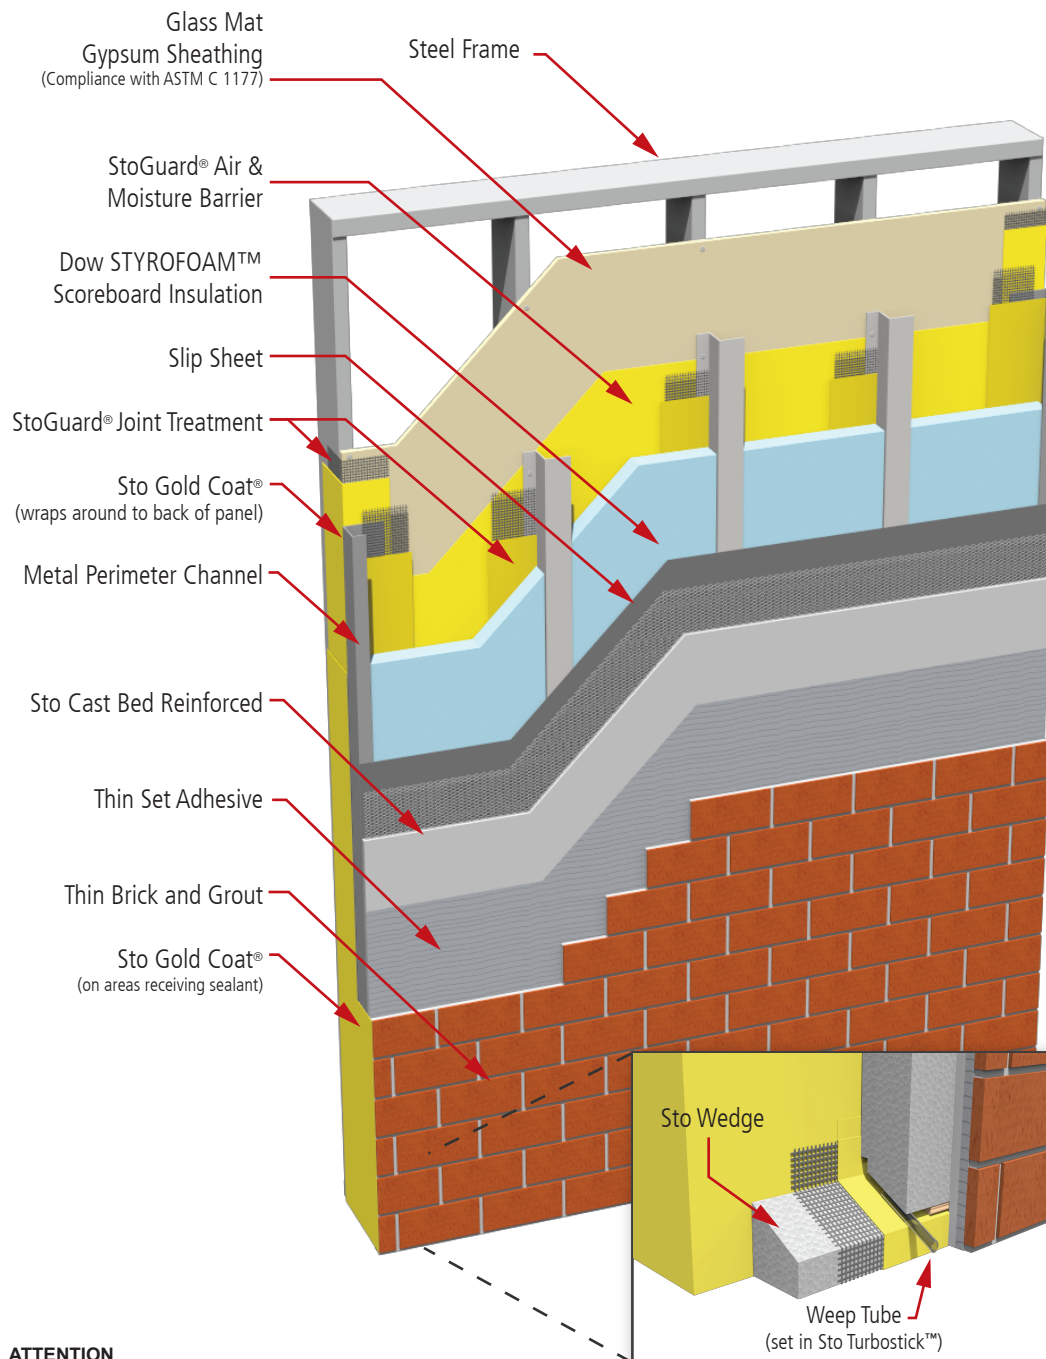 Glass Mat
Gypsum Sheathing
(Compliance with ASTM C 1177)
Steel Frame
StoGuard® Air &
Moisture Barrier
Dow STYROFOAM™
Scoreboard Insulation
Slip Sheet
StoGuard® Joint Treatment
Sto Gold Coat®
(wraps around to back of panel)
Metal Perimeter Channel
Sto Cast Bed Reinforced
Thin Set Adhesive
Thin Brick and Grout
Sto Gold Coat®
(on areas receiving sealant)
Sto Wedge
Weep Tube
(set in Sto Turbostick™)
ATTENTION